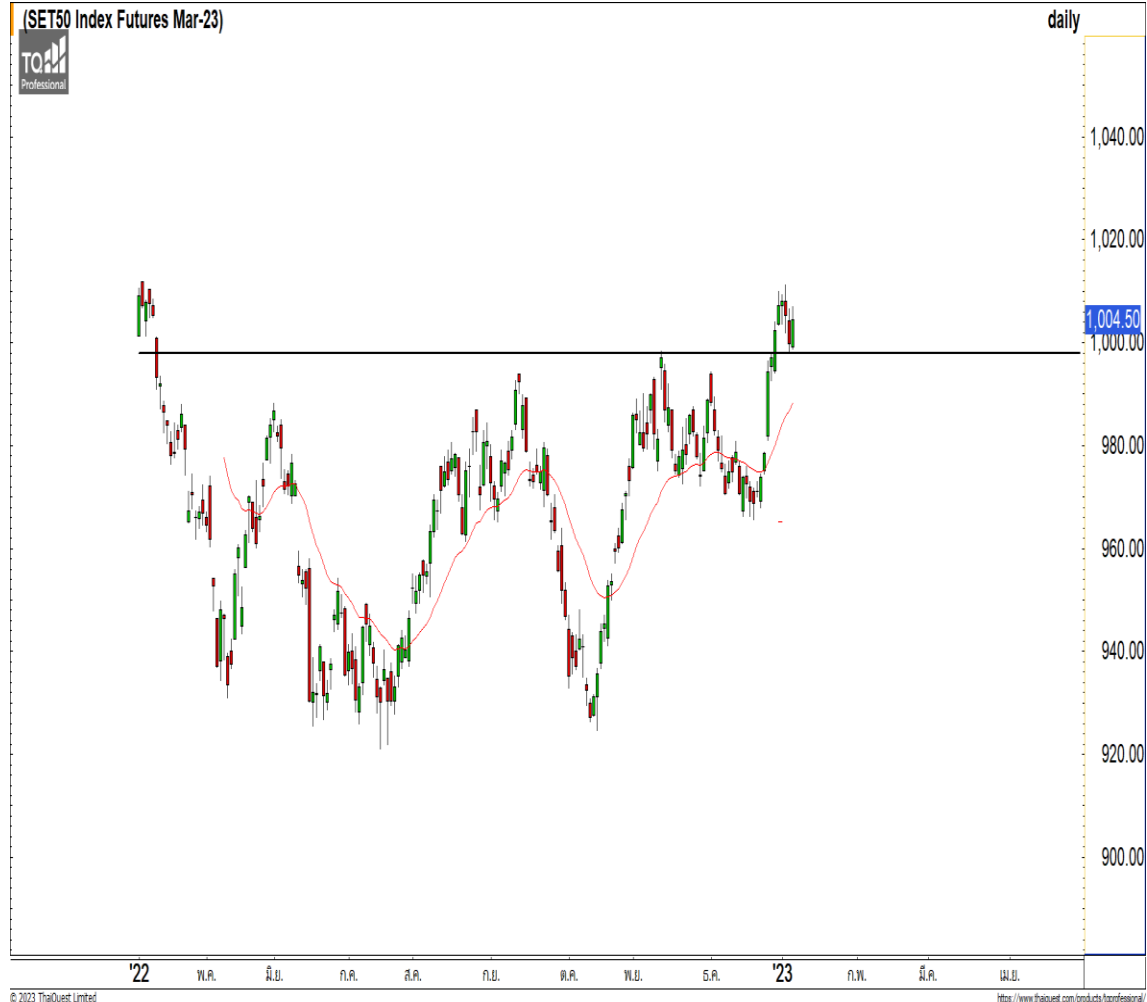 (SET50 Index Futures Mar-23) daily
TQ
Professional
1,040.00
1,020.00
1,004.50
1,000.00
980.00
960.00
940.00
920.00
900.00
'22 พ.ค. มิ.ย. ก.ค. ส.ค. ก.ย. ต.ค. พ.ย. ธ.ค. '23 ก.พ. มี.ค. เม.ย.
© 2023 ThaiQuest Limited https://www.thaiquest.com/products/tqprofessional/